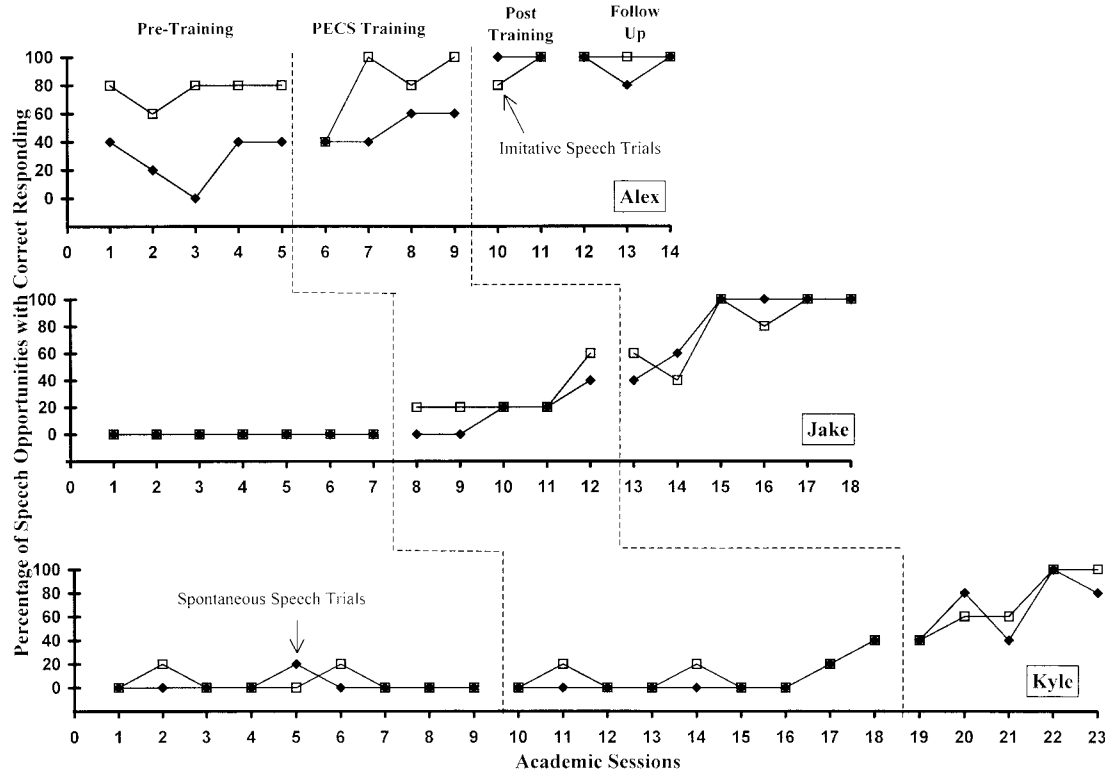 Pre-Training
PECS Training
Post
Training
Follow
Up
Percentage of Speech Opportunities with Correct Responding
100
80
60
40
20
0
Imitative Speech Trials
Alex
0 1 2 3 4 5 6 7 8 9 10 11 12 13 14
100
80
60
40
20
0
Jake
0 1 2 3 4 5 6 7 8 9 10 11 12 13 14 15 16 17 18
100
80
60
40
20
0
Spontaneous Speech Trials
Kyle
0 1 2 3 4 5 6 7 8 9 10 11 12 13 14 15 16 17 18 19 20 21 22 23
Academic Sessions